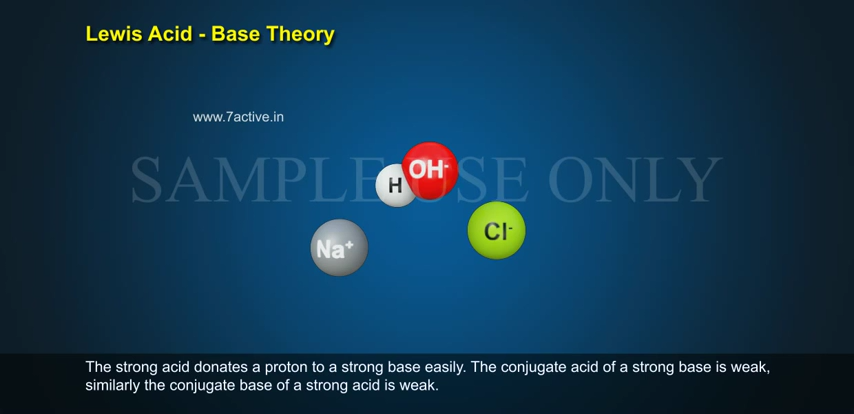 Lewis Acid - Base Theory
www.7active.in
SAMPLE USE ONLY
H OH-
Na+
Cl-
The strong acid donates a proton to a strong base easily. The conjugate acid of a strong base is weak,
similarly the conjugate base of a strong acid is weak.